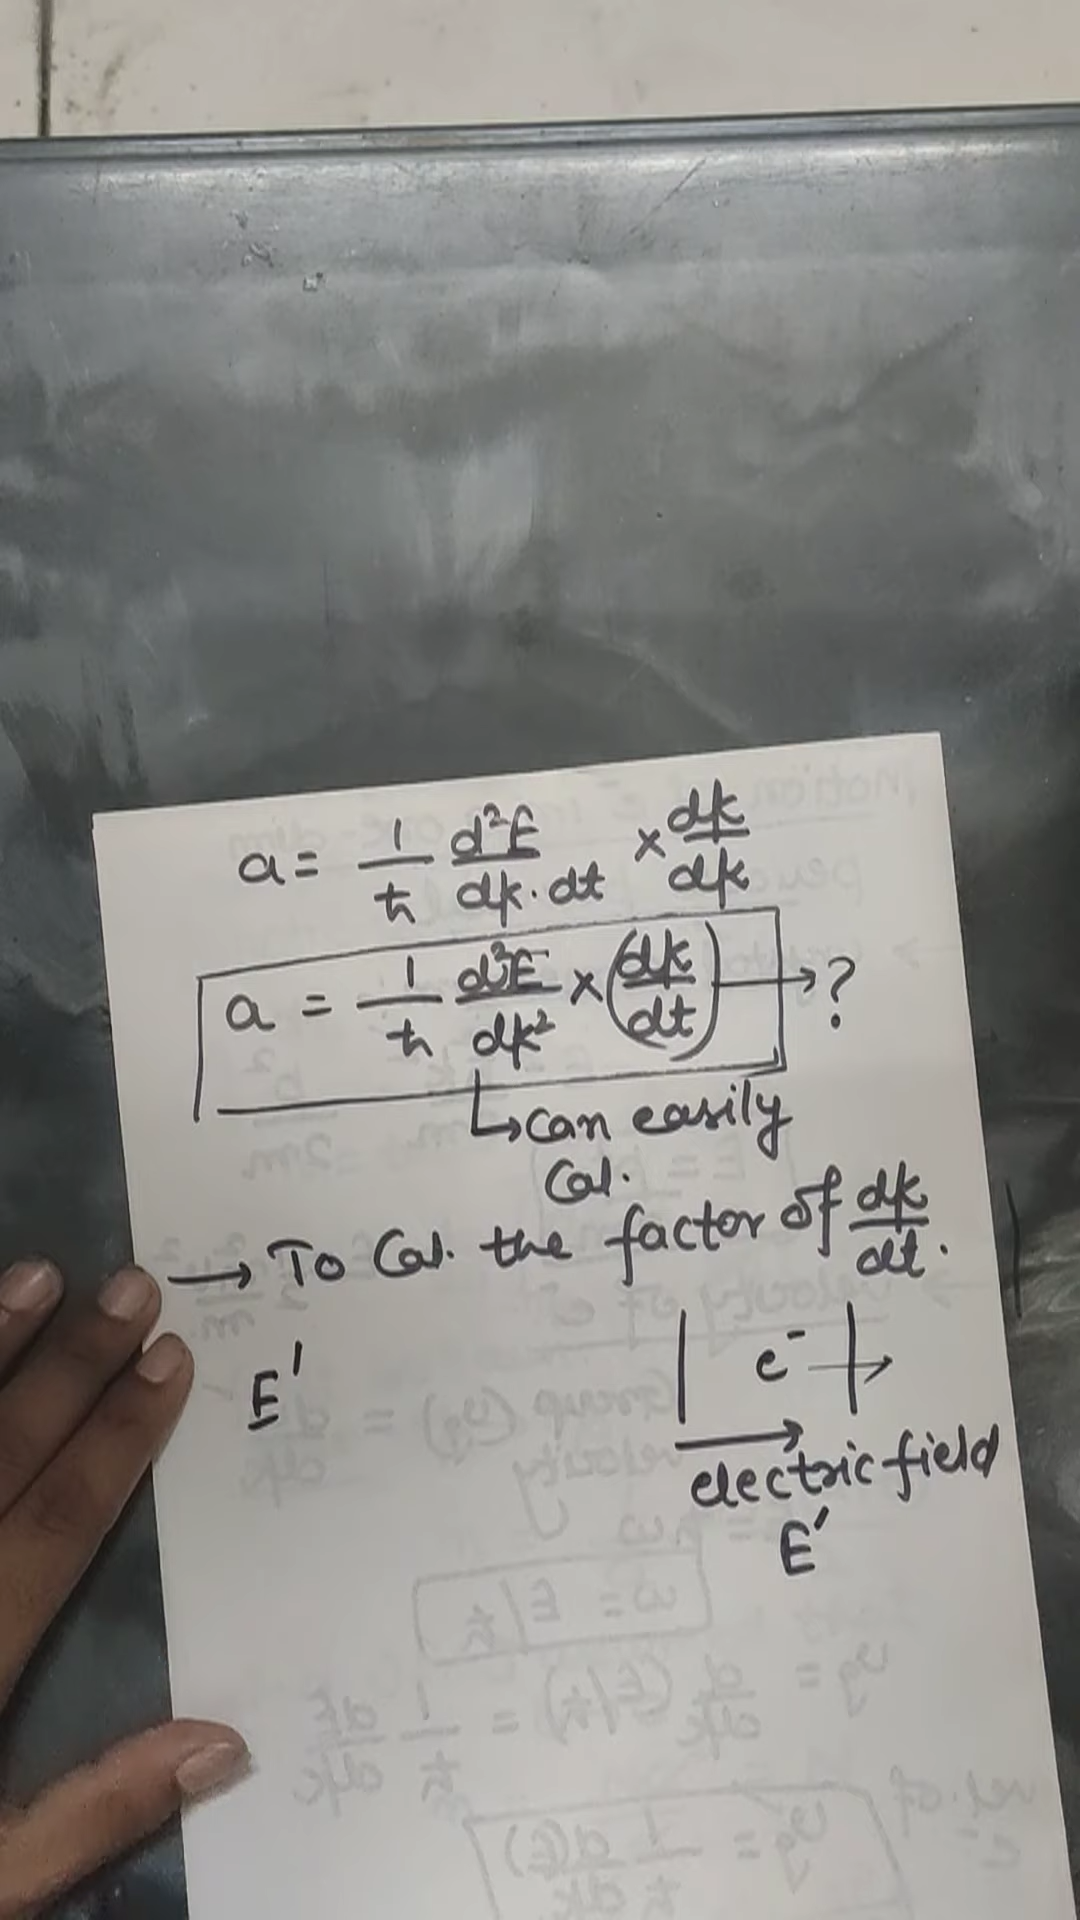 a = 1/ħ d²E/dk.dt × dk/dk
a = 1/ħ d²E/dk² × (dk/dt) → ?
↳ can easily
Cal.
→ To Cal. the factor of dk/dt.
E' | e⁻ | →
→
electric field
E'